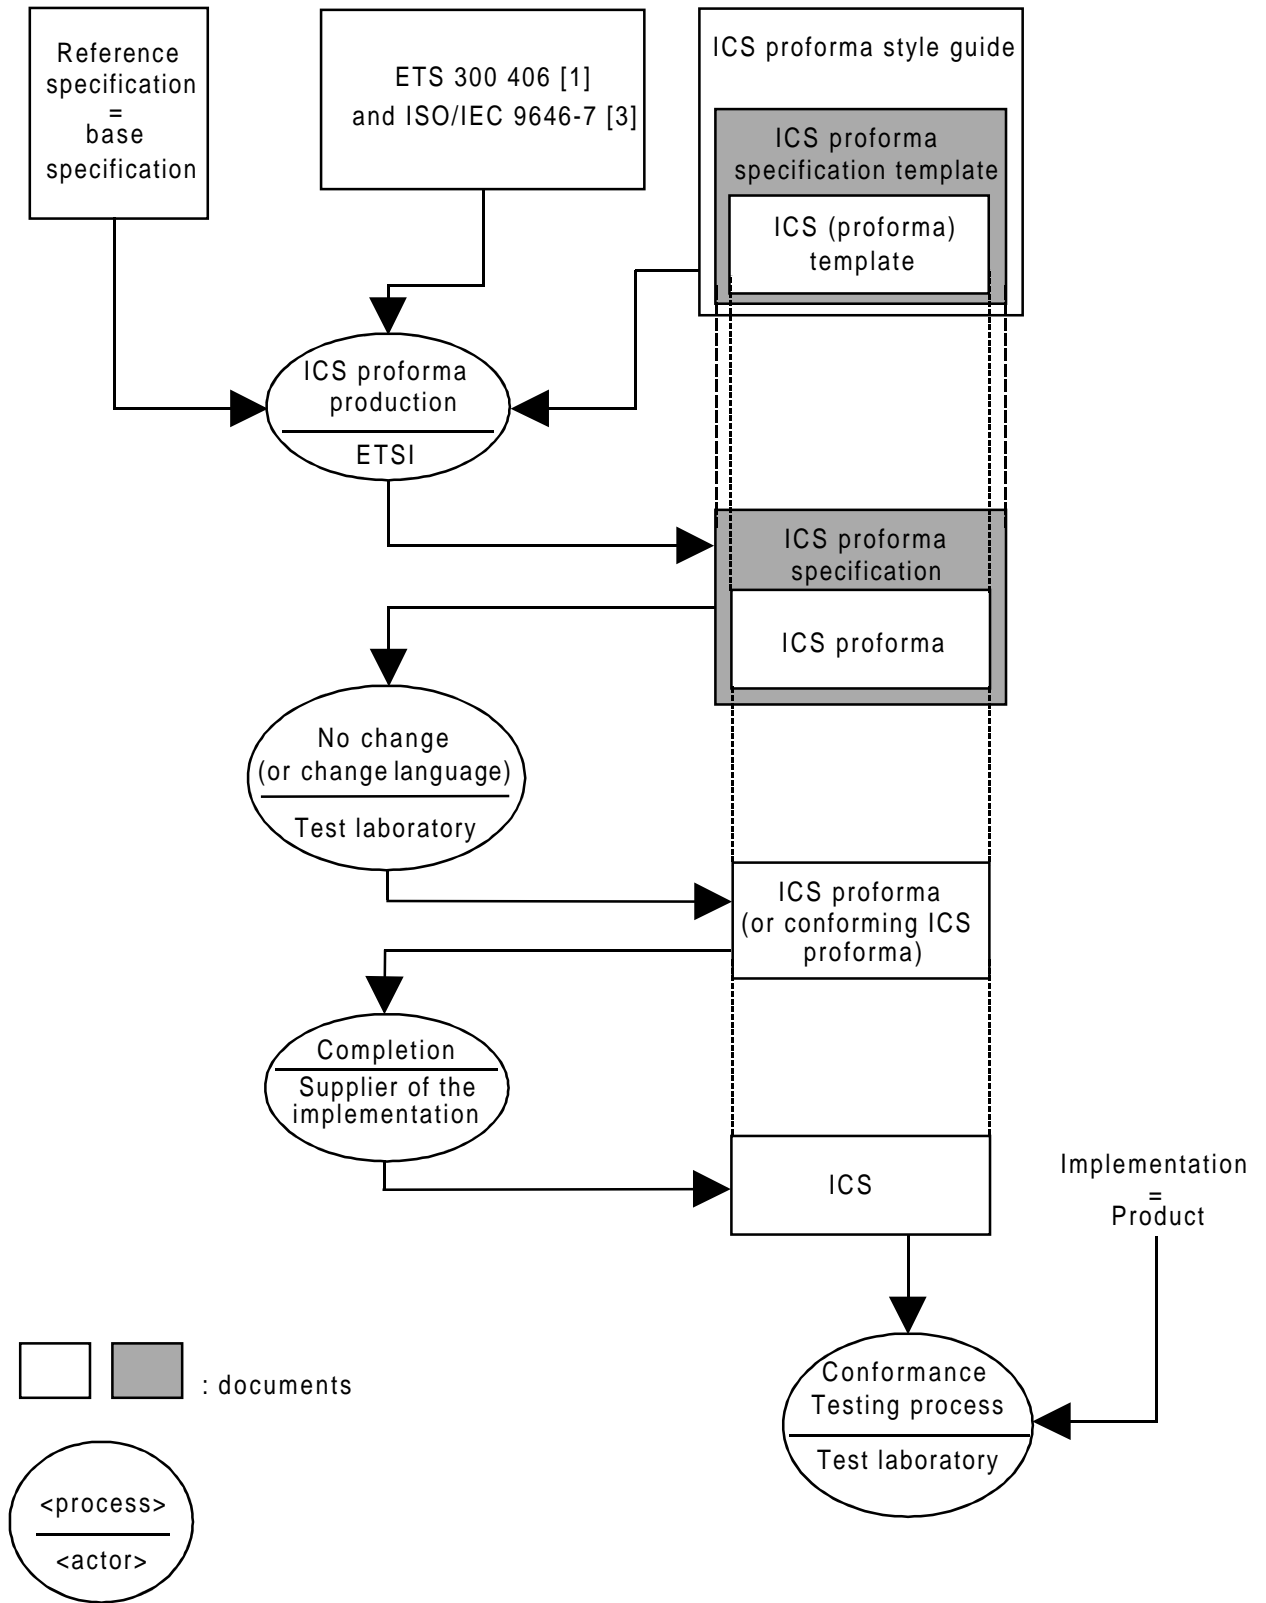 Reference
specification
=
base
specification
ETS 300 406 [1]
and ISO/IEC 9646-7 [3]
ICS proforma style guide
ICS proforma
specification template
ICS (proforma)
template
ICS proforma
production
ETSI
ICS proforma
specification
ICS proforma
No change
(or change language)
Test laboratory
ICS proforma
(or conforming ICS
proforma)
Completion
Supplier of the
implementation
ICS
Implementation
=
Product
Conformance
Testing process
Test laboratory
: documents
<process>
<actor>